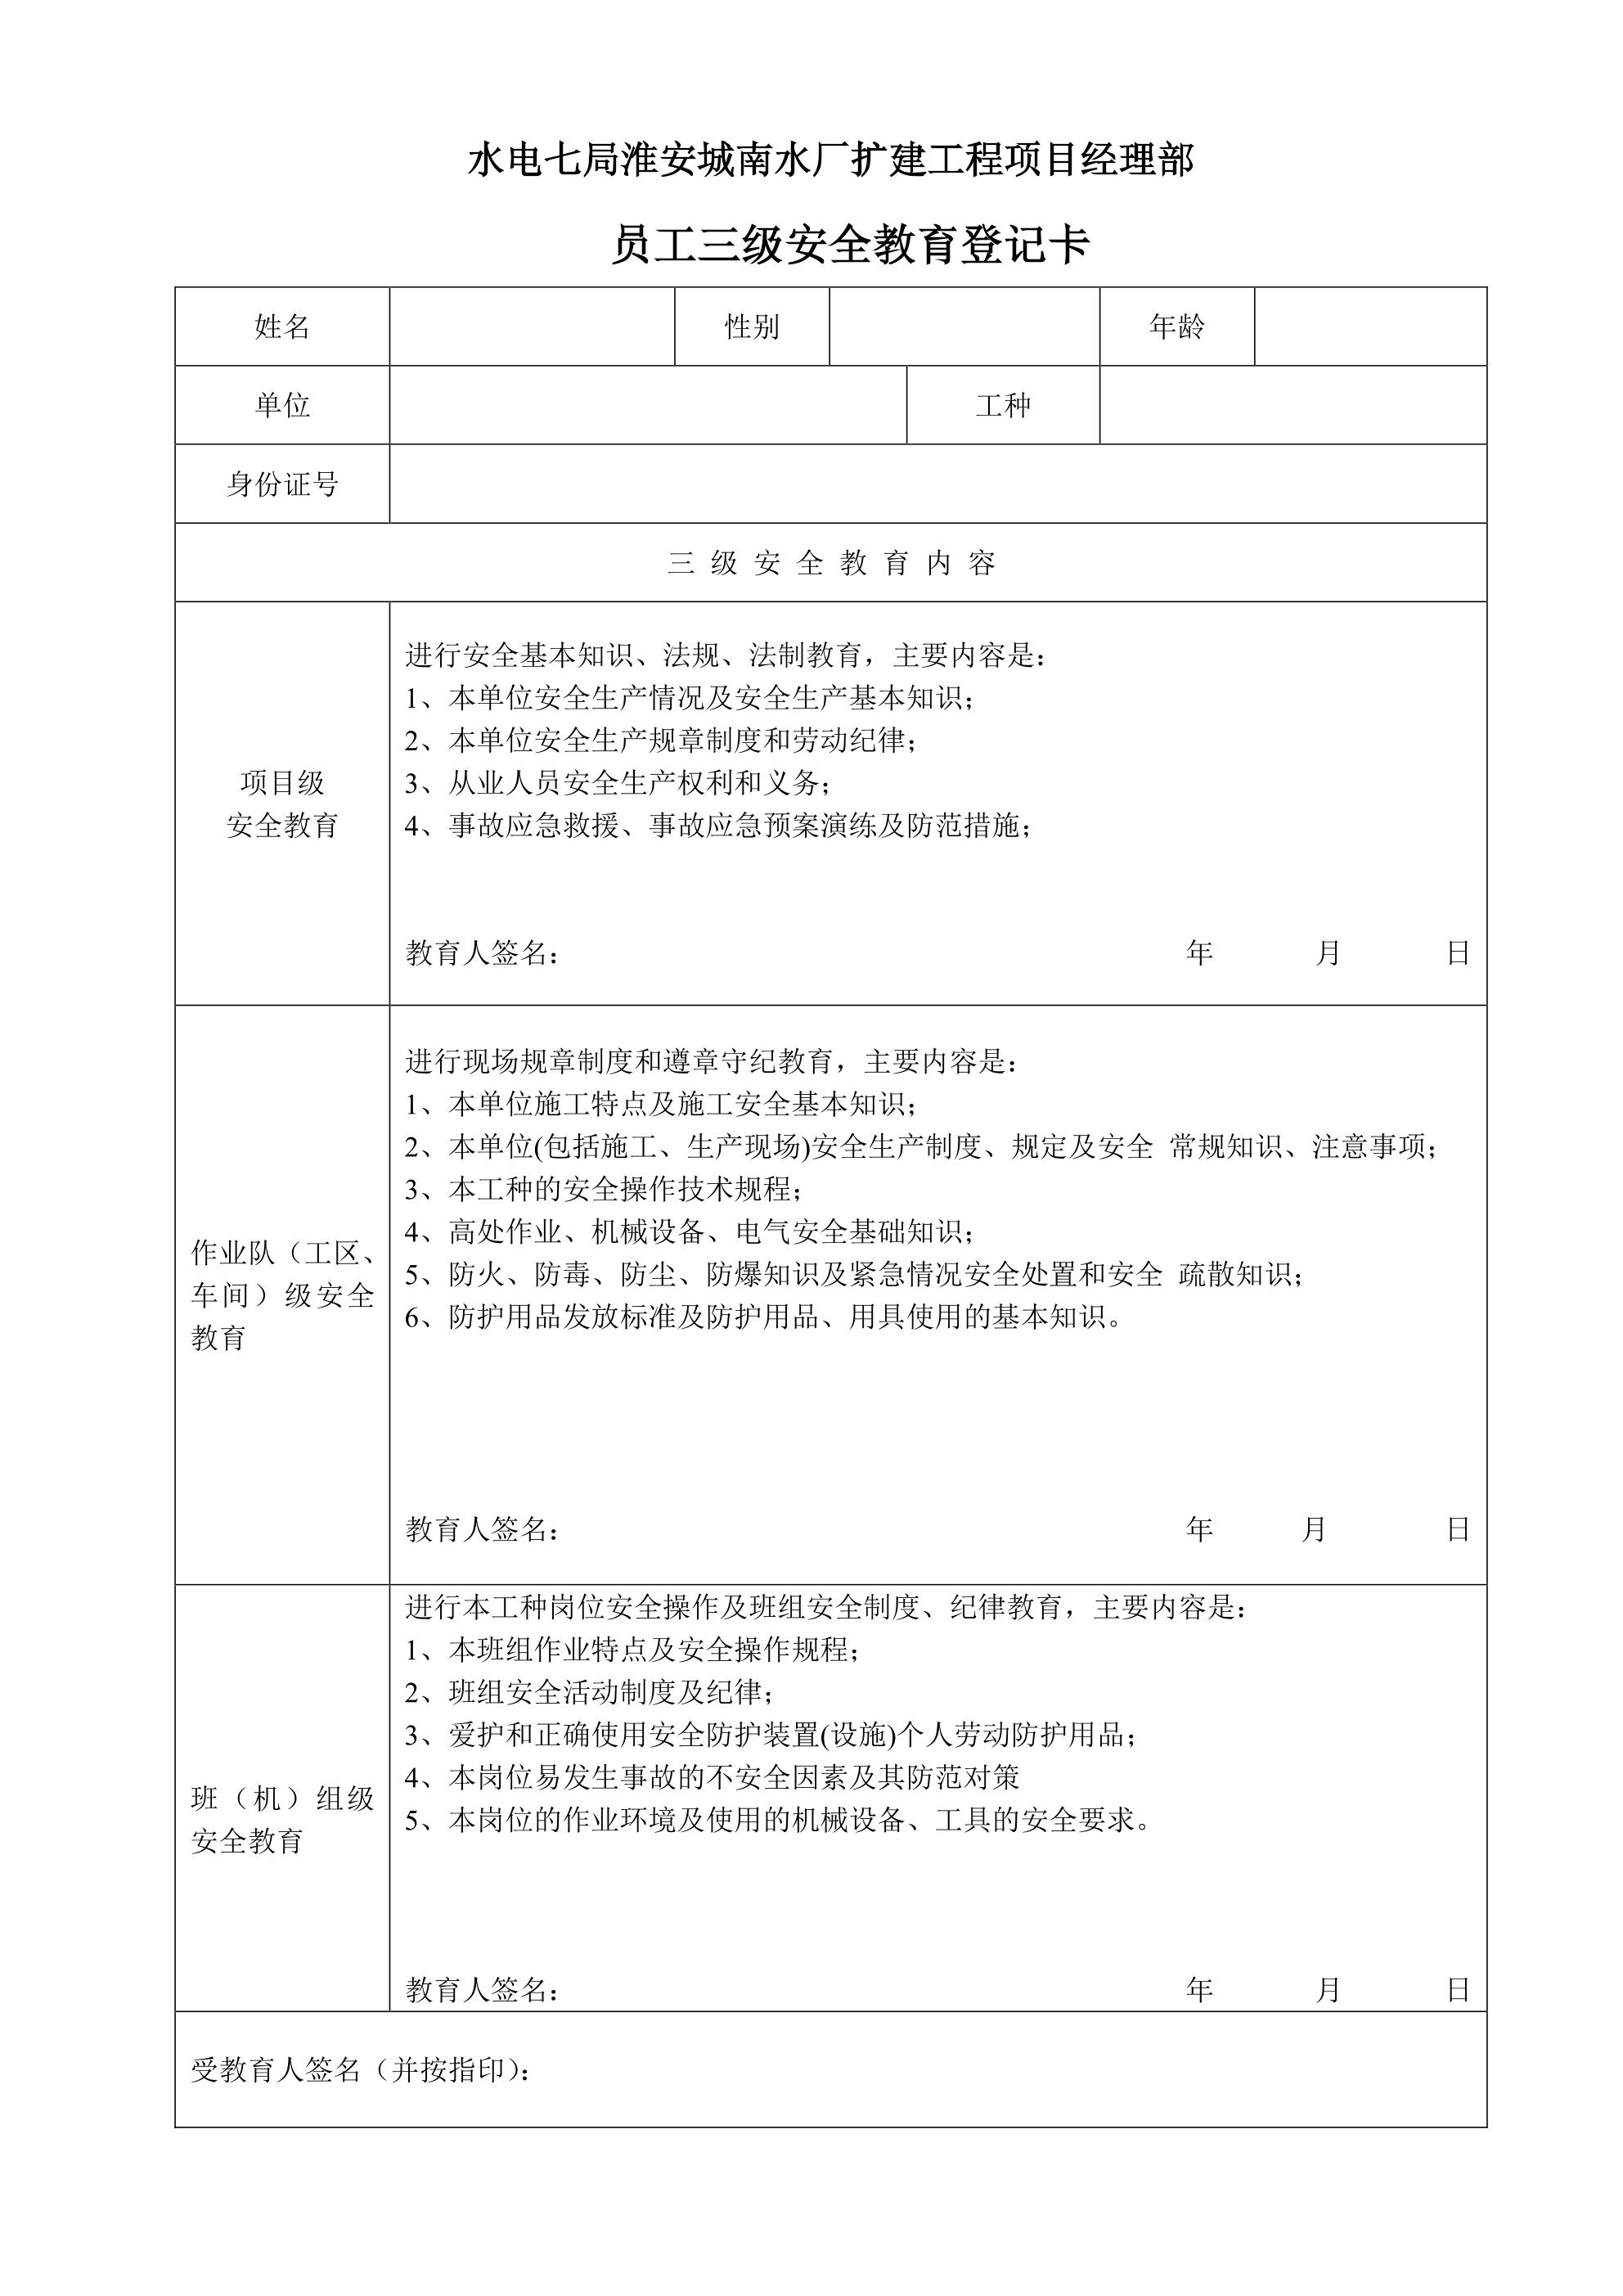 水电七局淮安城南水厂扩建工程项目经理部
员工三级安全教育登记卡
姓名 性别 年龄
单位 工种
身份证号
三 级 安 全 教 育 内 容
项目级
安全教育
进行安全基本知识、法规、法制教育，主要内容是：
1、本单位安全生产情况及安全生产基本知识；
2、本单位安全生产规章制度和劳动纪律；
3、从业人员安全生产权利和义务；
4、事故应急救援、事故应急预案演练及防范措施；
教育人签名： 年 月 日
作业队（工区、
车间）级安全
教育
进行现场规章制度和遵章守纪教育，主要内容是：
1、本单位施工特点及施工安全基本知识；
2、本单位(包括施工、生产现场)安全生产制度、规定及安全 常规知识、注意事项；
3、本工种的安全操作技术规程；
4、高处作业、机械设备、电气安全基础知识；
5、防火、防毒、防尘、防爆知识及紧急情况安全处置和安全 疏散知识；
6、防护用品发放标准及防护用品、用具使用的基本知识。
教育人签名： 年 月 日
班（机）组级
安全教育
进行本工种岗位安全操作及班组安全制度、纪律教育，主要内容是：
1、本班组作业特点及安全操作规程；
2、班组安全活动制度及纪律；
3、爱护和正确使用安全防护装置(设施)个人劳动防护用品；
4、本岗位易发生事故的不安全因素及其防范对策
5、本岗位的作业环境及使用的机械设备、工具的安全要求。
教育人签名： 年 月 日
受教育人签名（并按指印）：